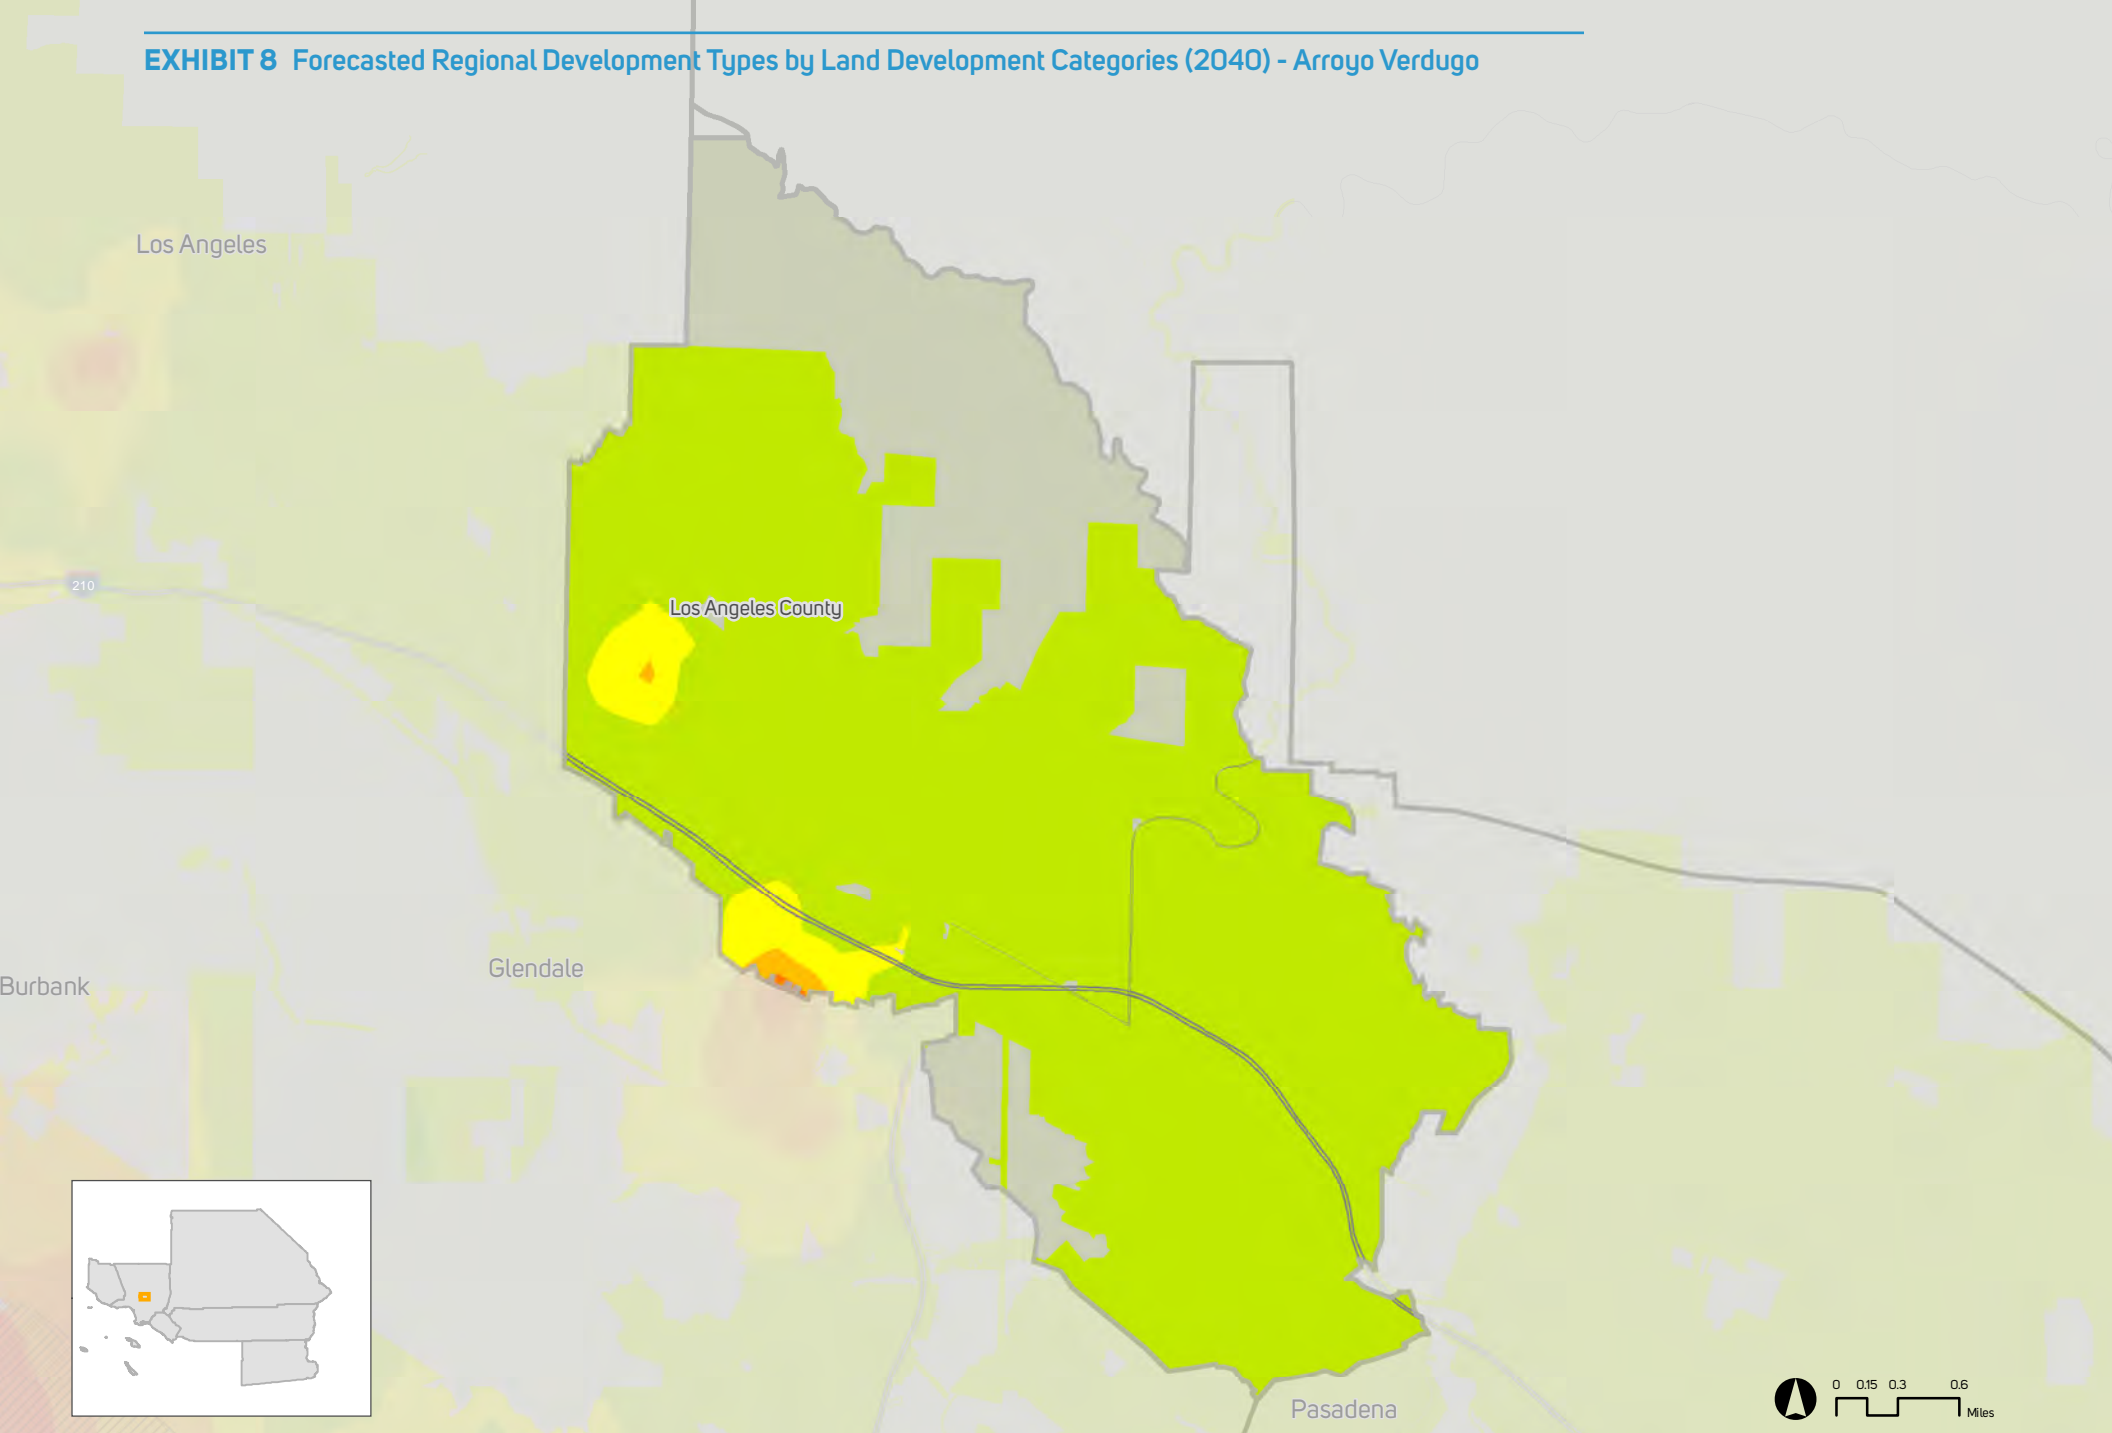 EXHIBIT 8 Forecasted Regional Development Types by Land Development Categories (2040) - Arroyo Verdugo
Los Angeles
210
Los Angeles County
Glendale
Burbank
Pasadena
0 0.15 0.3 0.6
Miles